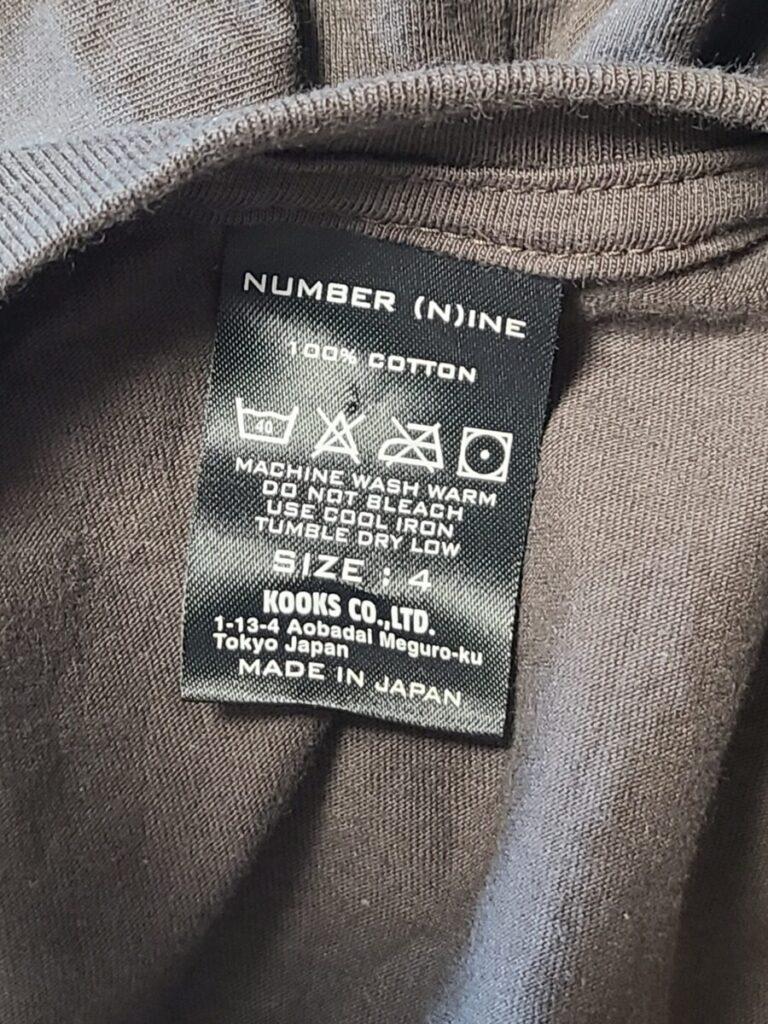 NUMBER (N)INE
100% COTTON
40
MACHINE WASH WARM
DO NOT BLEACH
USE COOL IRON
TUMBLE DRY LOW
SIZE : 4
KOOKS CO.,LTD.
1-13-4 Aobadai Meguro-ku
Tokyo Japan
MADE IN JAPAN